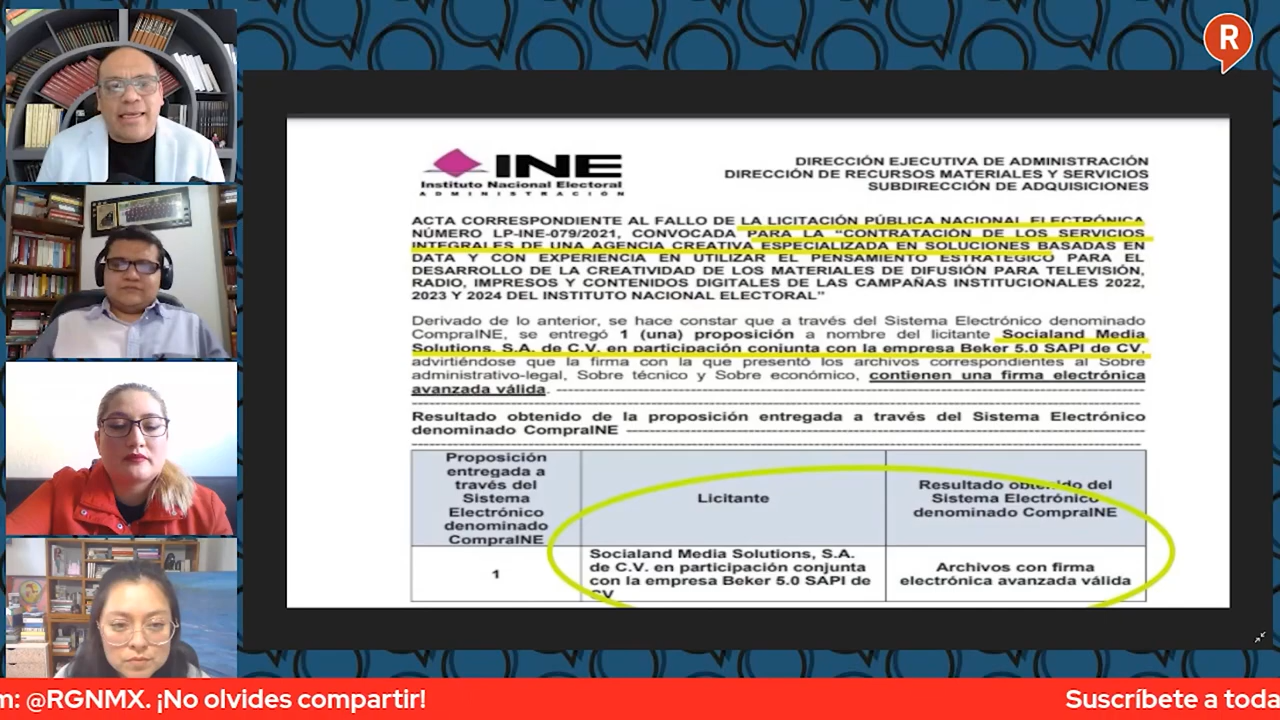 R
INE
Instituto Nacional Electoral
ADMINISTRACIÓN
DIRECCIÓN EJECUTIVA DE ADMINISTRACIÓN
DIRECCIÓN DE RECURSOS MATERIALES Y SERVICIOS
SUBDIRECCIÓN DE ADQUISICIONES
ACTA CORRESPONDIENTE AL FALLO DE LA LICITACIÓN PÚBLICA NACIONAL ELECTRÓNICA
NÚMERO LP-INE-079/2021, CONVOCADA PARA LA “CONTRATACIÓN DE LOS SERVICIOS
INTEGRALES DE UNA AGENCIA CREATIVA ESPECIALIZADA EN SOLUCIONES BASADAS EN
DATA Y CON EXPERIENCIA EN UTILIZAR EL PENSAMIENTO ESTRATÉGICO PARA EL
DESARROLLO DE LA CREATIVIDAD DE LOS MATERIALES DE DIFUSIÓN PARA TELEVISIÓN,
RADIO, IMPRESOS Y CONTENIDOS DIGITALES DE LAS CAMPAÑAS INSTITUCIONALES 2022,
2023 Y 2024 DEL INSTITUTO NACIONAL ELECTORAL”
Derivado de lo anterior, se hace constar que a través del Sistema Electrónico denominado
CompraINE, se entregó 1 (una) proposición a nombre del licitante Socialand Media
Solutions, S.A. de C.V. en participación conjunta con la empresa Beker 5.0 SAPI de CV,
advirtiéndose que la firma con la que presentó los archivos correspondientes al Sobre
administrativo-legal, Sobre técnico y Sobre económico, contienen una firma electrónica
avanzada válida.
Resultado obtenido de la proposición entregada a través del Sistema Electrónico
denominado CompraINE
Proposición
entregada a
través del
Sistema
Electrónico
denominado
CompraINE
Licitante
Resultado obtenido del
Sistema Electrónico
denominado CompraINE
1
Socialand Media Solutions, S.A.
de C.V. en participación conjunta
con la empresa Beker 5.0 SAPI de
CV
Archivos con firma
electrónica avanzada válida
m: @RGNMX. ¡No olvides compartir!
Suscríbete a toda